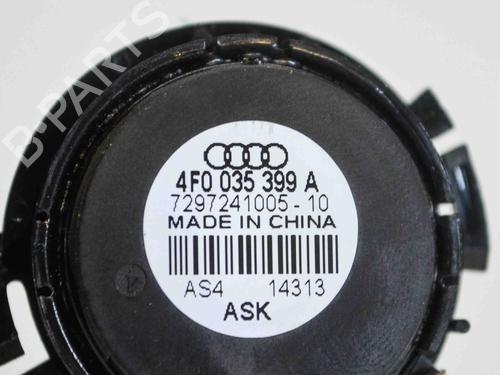 B-PARTS
4F0 035 399 A
7297241005-10
MADE IN CHINA
AS4 14313
ASK